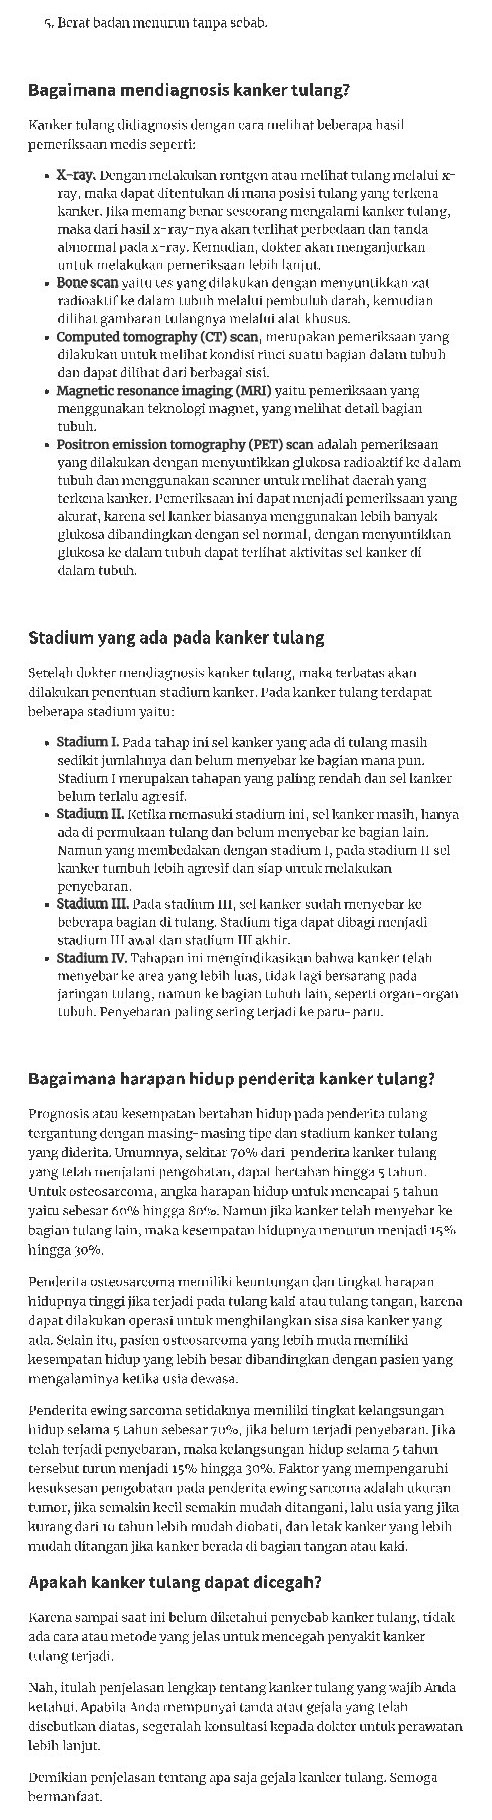 5. Berat badan menurun tanpa sebab.
Bagaimana mendiagnosis kanker tulang?
Kanker tulang didiagnosis dengan cara melihat beberapa hasil
pemeriksaan medis seperti:
• X-ray. Dengan melakukan rontgen atau melihat tulang melalui x-
ray, maka dapat ditentukan di mana posisi tulang yang terkena
kanker. Jika memang benar seseorang mengalami kanker tulang,
maka dari hasil x-ray-nya akan terlihat perbedaan dan tanda
abnormal pada x-ray. Kemudian, dokter akan menganjurkan
untuk melakukan pemeriksaan lebih lanjut.
• Bone scan yaitu tes yang dilakukan dengan menyuntikkan zat
radioaktif ke dalam tubuh melalui pembuluh darah, kemudian
dilihat gambaran tulangnya melalui alat khusus.
• Computed tomography (CT) scan, merupakan pemeriksaan yang
dilakukan untuk melihat kondisi rinci suatu bagian dalam tubuh
dan dapat dilihat dari berbagai sisi.
• Magnetic resonance imaging (MRI) yaitu pemeriksaan yang
menggunakan teknologi magnet, yang melihat detail bagian
tubuh.
• Positron emission tomography (PET) scan adalah pemeriksaan
yang dilakukan dengan menyuntikkan glukosa radioaktif ke dalam
tubuh dan menggunakan scanner untuk melihat daerah yang
terkena kanker. Pemeriksaan ini dapat menjadi pemeriksaan yang
akurat, karena sel kanker biasanya menggunakan lebih banyak
glukosa dibandingkan dengan sel normal, dengan menyuntikkan
glukosa ke dalam tubuh dapat terlihat aktivitas sel kanker di
dalam tubuh.
Stadium yang ada pada kanker tulang
Setelah dokter mendiagnosis kanker tulang, maka terbatas akan
dilakukan penentuan stadium kanker. Pada kanker tulang terdapat
beberapa stadium yaitu:
• Stadium I. Pada tahap ini sel kanker yang ada di tulang masih
sedikit jumlahnya dan belum menyebar ke bagian mana pun.
Stadium I merupakan tahapan yang paling rendah dan sel kanker
belum terlalu agresif.
• Stadium II. Ketika memasuki stadium ini, sel kanker masih, hanya
ada di permukaan tulang dan belum menyebar ke bagian lain.
Namun yang membedakan dengan stadium I, pada stadium II sel
kanker tumbuh lebih agresif dan siap untuk melakukan
penyebaran.
• Stadium III. Pada stadium III, sel kanker sudah menyebar ke
beberapa bagian di tulang. Stadium tiga dapat dibagi menjadi
stadium III awal dan stadium III akhir.
• Stadium IV. Tahapan ini mengindikasikan bahwa kanker telah
menyebar ke area yang lebih luas, tidak lagi bersarang pada
jaringan tulang, namun ke bagian tubuh lain, seperti organ-organ
tubuh. Penyebaran paling sering terjadi ke paru-paru.
Bagaimana harapan hidup penderita kanker tulang?
Prognosis atau kesempatan bertahan hidup pada penderita tulang
tergantung dengan masing-masing tipe dan stadium kanker tulang
yang diderita. Umumnya, sekitar 70% dari penderita kanker tulang
yang telah menjalani pengobatan, dapat bertahan hingga 5 tahun.
Untuk osteosarcoma, angka harapan hidup untuk mencapai 5 tahun
yaitu sebesar 60% hingga 80%. Namun jika kanker telah menyebar ke
bagian tulang lain, maka kesempatan hidupnya menurun menjadi 15%
hingga 30%.
Penderita osteosarcoma memiliki keuntungan dan tingkat harapan
hidupnya tinggi jika terjadi pada tulang kaki atau tulang tangan, karena
dapat dilakukan operasi untuk menghilangkan sisa sisa kanker yang
ada. Selain itu, pasien osteosarcoma yang lebih muda memiliki
kesempatan hidup yang lebih besar dibandingkan dengan pasien yang
mengalaminya ketika usia dewasa.
Penderita ewing sarcoma setidaknya memiliki tingkat kelangsungan
hidup selama 5 tahun sebesar 70%, jika belum terjadi penyebaran. Jika
telah terjadi penyebaran, maka kelangsungan hidup selama 5 tahun
tersebut turun menjadi 15% hingga 30%. Faktor yang mempengaruhi
kesuksesan pengobatan pada penderita ewing sarcoma adalah ukuran
tumor, jika semakin kecil semakin mudah ditangani, lalu usia yang jika
kurang dari 10 tahun lebih mudah diobati, dan letak kanker yang lebih
mudah ditangan jika kanker berada di bagian tangan atau kaki.
Apakah kanker tulang dapat dicegah?
Karena sampai saat ini belum diketahui penyebab kanker tulang, tidak
ada cara atau metode yang jelas untuk mencegah penyakit kanker
tulang terjadi.
Nah, itulah penjelasan lengkap tentang kanker tulang yang wajib Anda
ketahui. Apabila Anda mempunyai tanda atau gejala yang telah
disebutkan diatas, segeralah konsultasi kepada dokter untuk perawatan
lebih lanjut.
Demikian penjelasan tentang apa saja gejala kanker tulang. Semoga
bermanfaat.